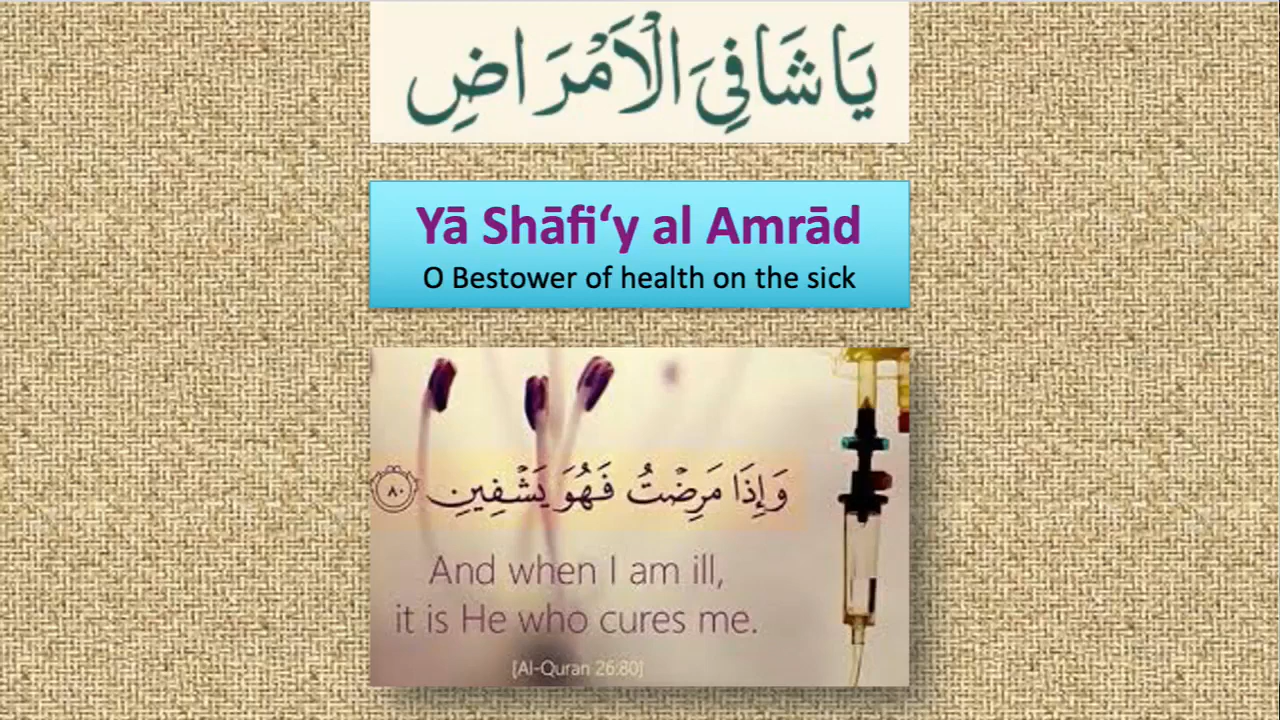 يَا شَافِيَ الْاَمْرَاضِ
Yā Shāfi‘y al Amrād
O Bestower of health on the sick
وَإِذَا مَرِضْتُ فَهُوَ يَشْفِينِ ٨٠
And when I am ill,
it is He who cures me.
[Al-Quran 26:80]